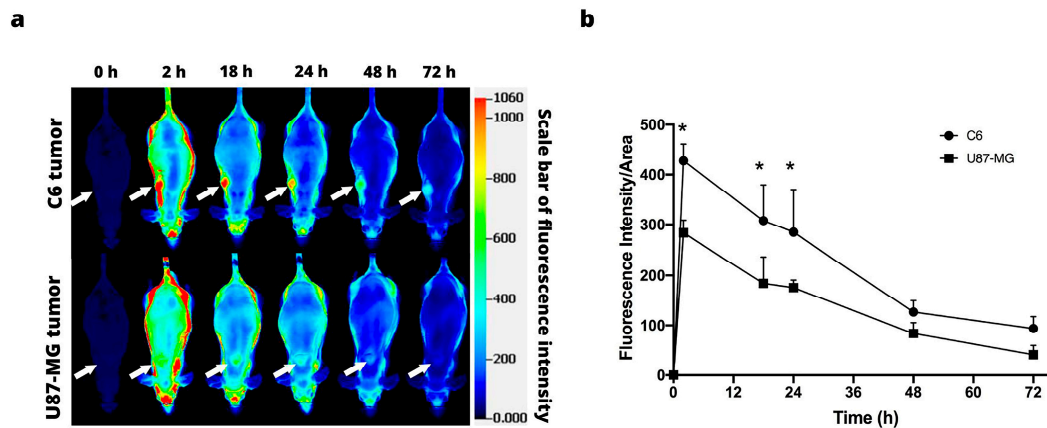 a
0 h 2 h 18 h 24 h 48 h 72 h
C6 tumor
U87-MG tumor
1060
1000
800
600
400
200
0.000
Scale bar of fluorescence intensity
b
Fluorescence Intensity/Area
500
400
300
200
100
0
*
* *
C6
U87-MG
0 12 24 36 48 60 72
Time (h)